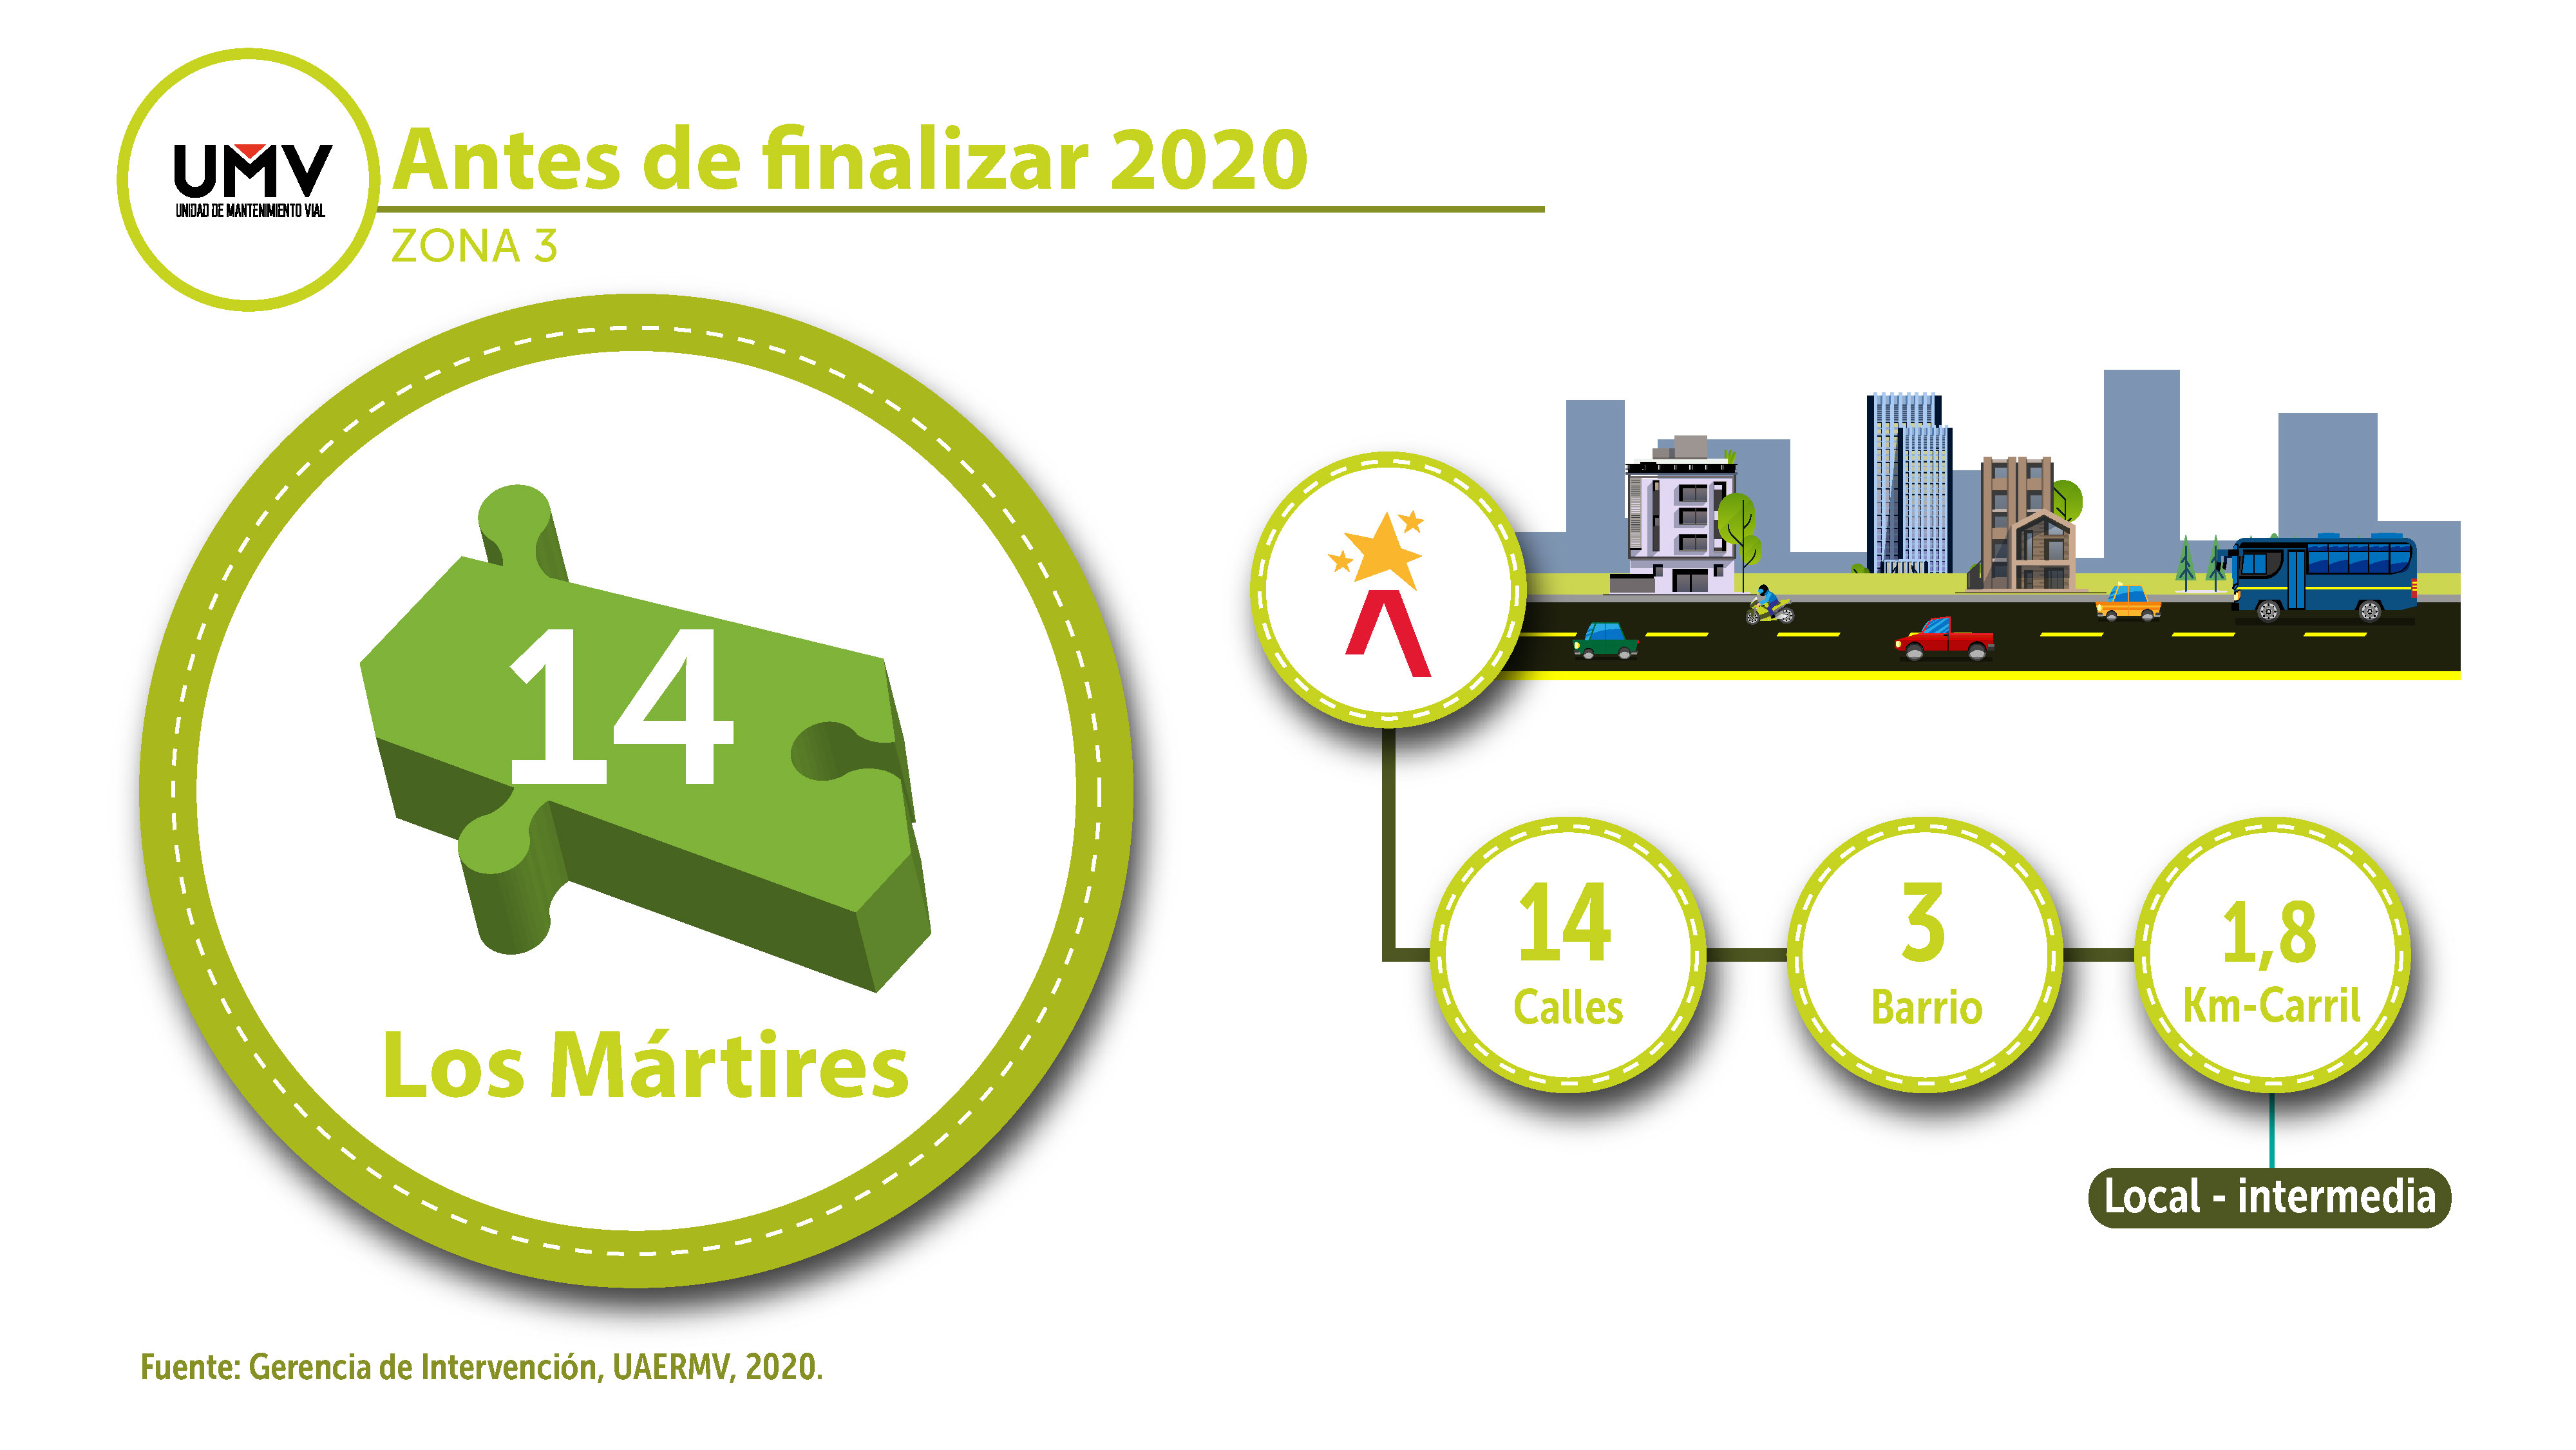 UMV
UNIDAD DE MANTENIMIENTO VIAL
Antes de finalizar 2020
ZONA 3
14
Los Mártires
14
Calles
3
Barrio
1,8
Km-Carril
Local - intermedia
Fuente: Gerencia de Intervención, UAERMV, 2020.